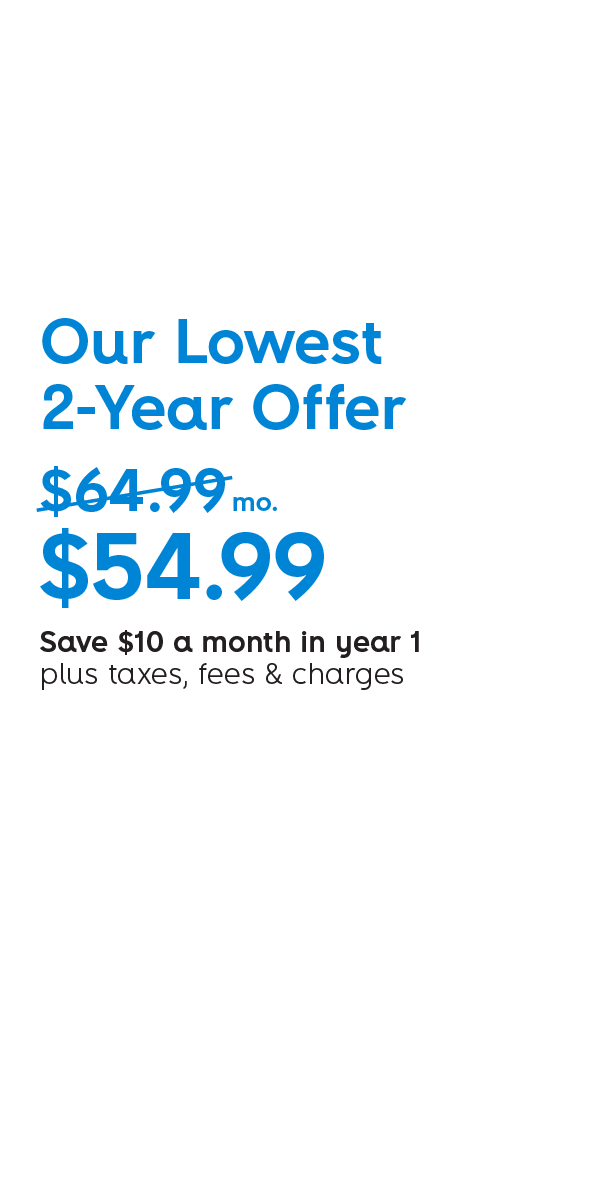 Our Lowest
2-Year Offer
$64.99 mo.
$54.99
Save $10 a month in year 1
plus taxes, fees & charges